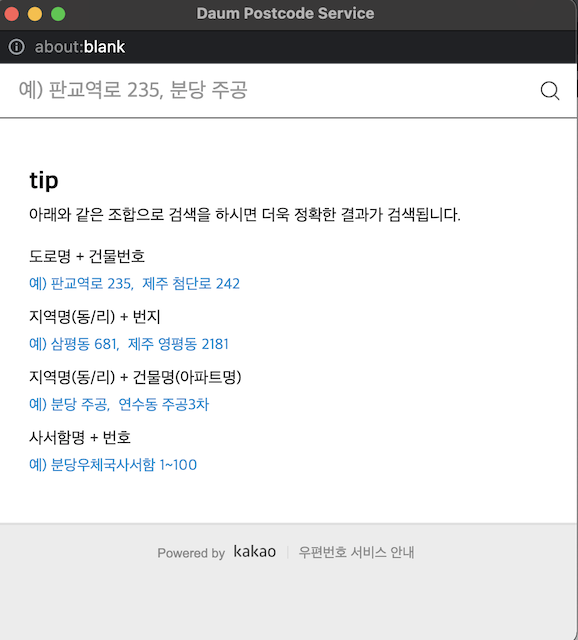 Daum Postcode Service
about:blank
예) 판교역로 235, 분당 주공
tip
아래와 같은 조합으로 검색을 하시면 더욱 정확한 결과가 검색됩니다.
도로명 + 건물번호
예) 판교역로 235, 제주 첨단로 242
지역명(동/리) + 번지
예) 삼평동 681, 제주 영평동 2181
지역명(동/리) + 건물명(아파트명)
예) 분당 주공, 연수동 주공3차
사서함명 + 번호
예) 분당우체국사서함 1~100
Powered by kakao 우편번호 서비스 안내